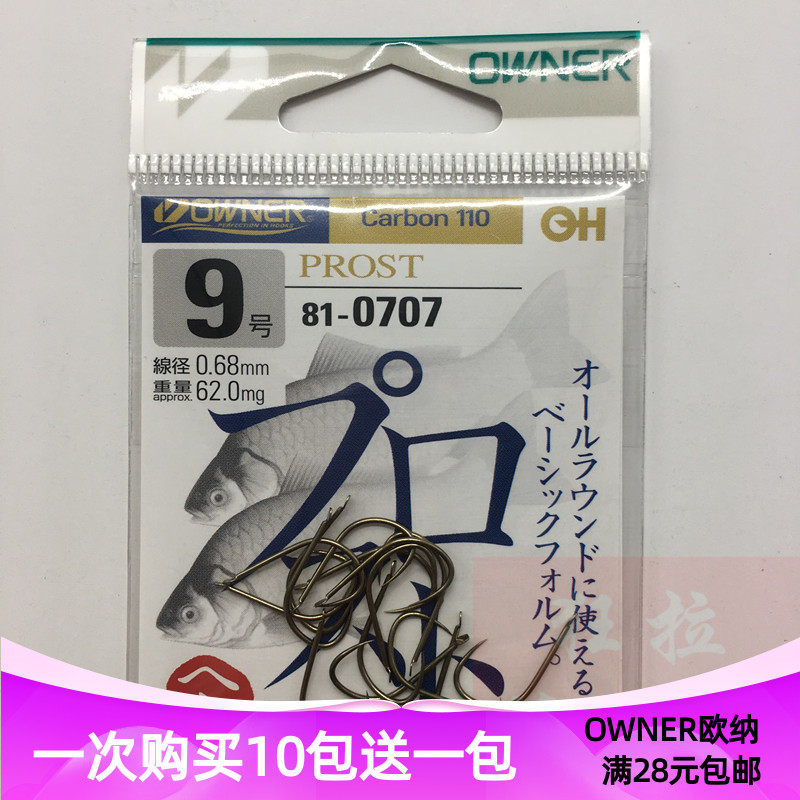 OWNER
OWNER
PERFECTION IN HOOKS
Carbon 110
PROST
9号
81-0707
線径 0.68mm
重量 approx. 62.0mg
オールラウンドに使える
ベーシックフォルム。
プロ
拉
一次购买10包送一包
OWNER欧纳
满28元包邮